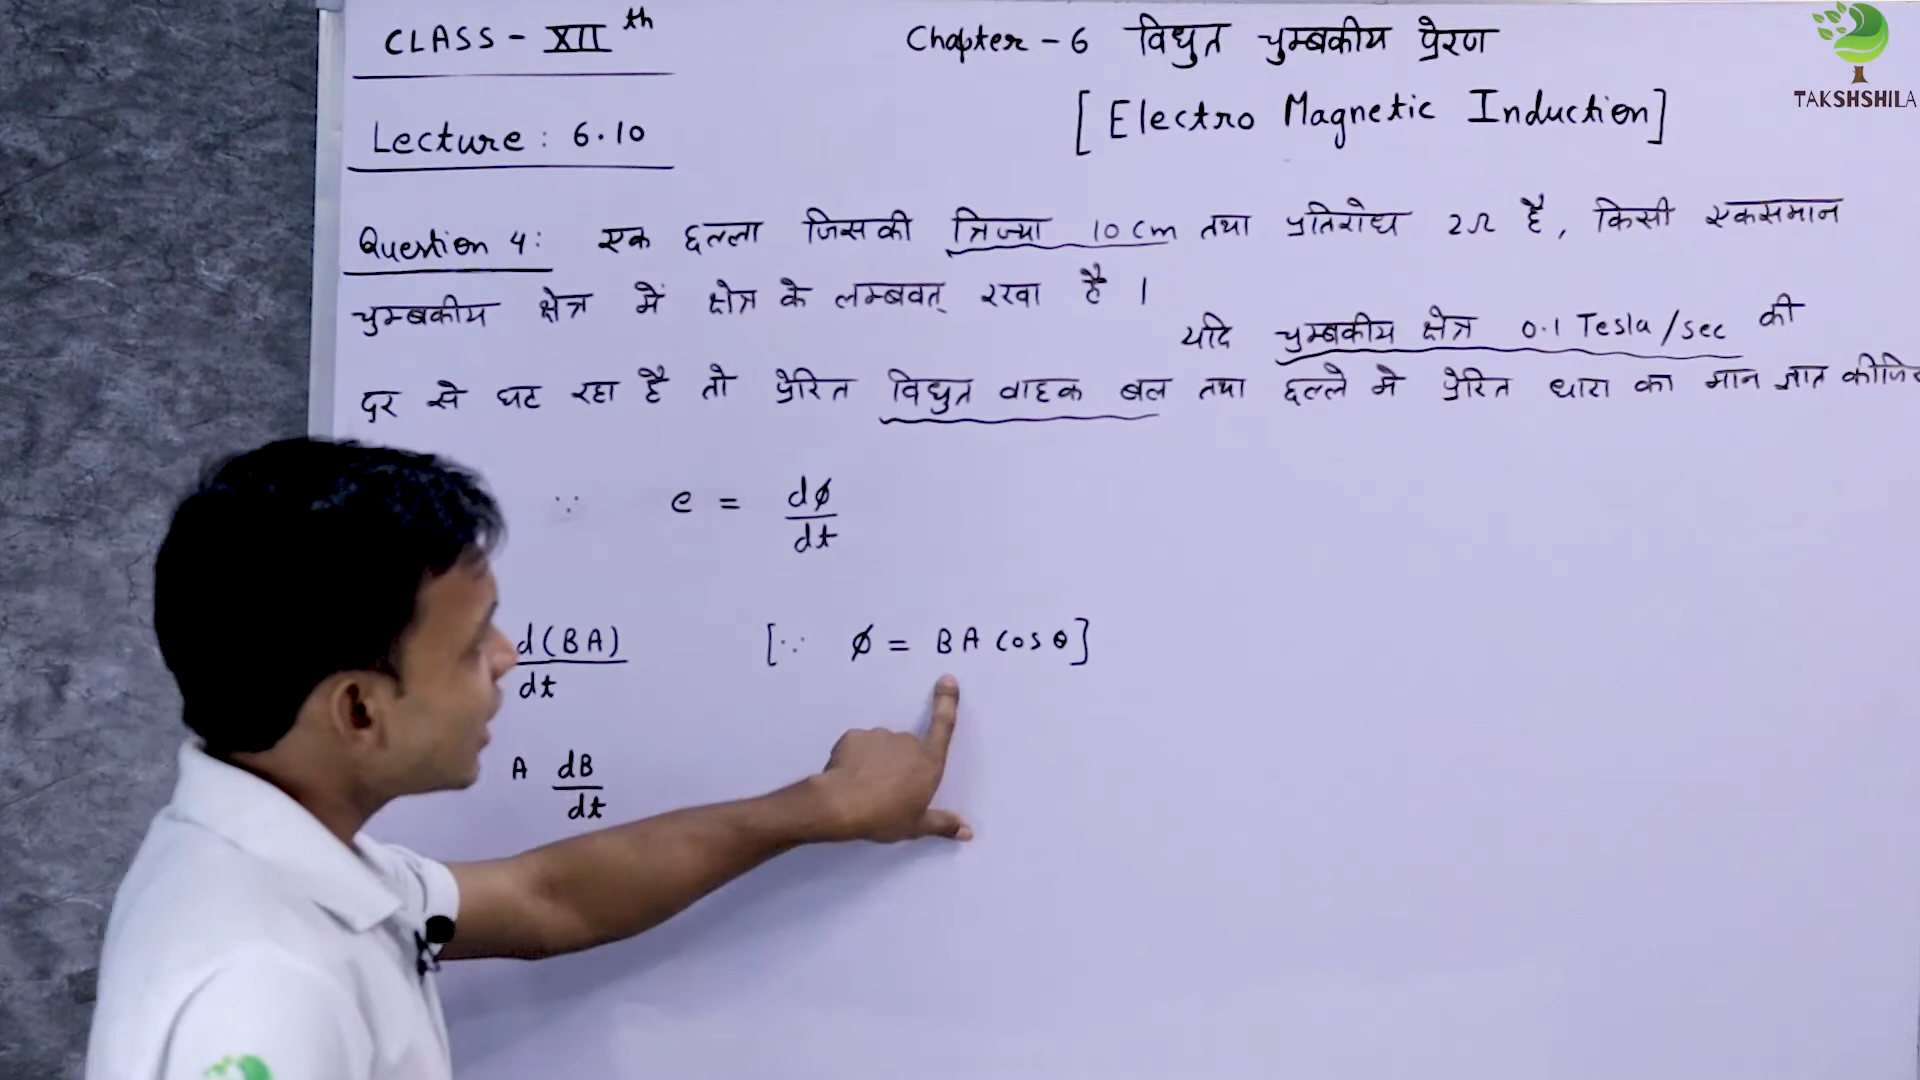 CLASS - XII th
Chapter - 6 विद्युत चुम्बकीय प्रेरण
[Electro Magnetic Induction]
TAKSHSHILA
Lecture : 6.10
Question 4: एक छल्ला जिसकी त्रिज्या 10 cm तथा प्रतिरोध 2Ω है, किसी एकसमान
चुम्बकीय क्षेत्र में क्षेत्र के लम्बवत् रखा है ।
यदि चुम्बकीय क्षेत्र 0.1 Tesla/sec की
दर से घट रहा है तो प्रेरित विद्युत वाहक बल तथा छल्ले मे प्रेरित धारा का मान ज्ञात
∵ e = dφ/dt
d(BA)/dt [∵ φ = BA cos θ]
A dB/dt